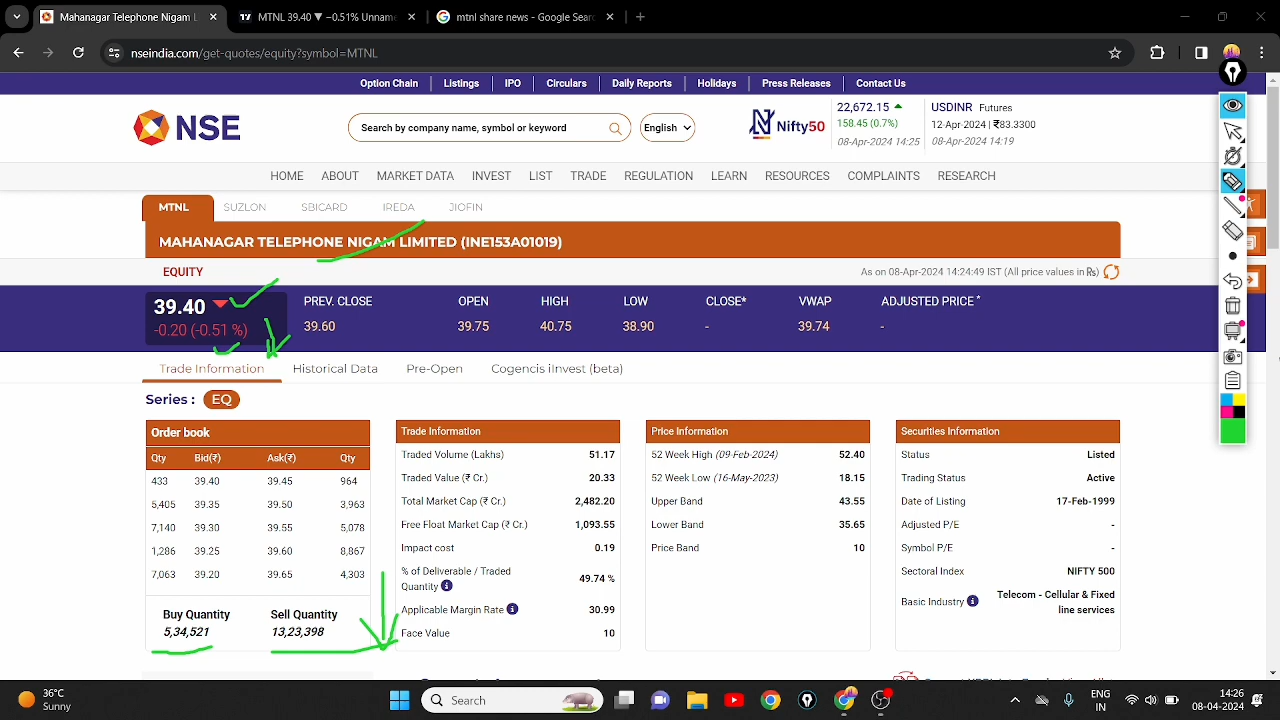 Mahanagar Telephone Nigam L
MTNL 39.40 ▼ −0.51% Unname
mtnl share news - Google Searc
nseindia.com/get-quotes/equity?symbol=MTNL
Option Chain
Listings
IPO
Circulars
Daily Reports
Holidays
Press Releases
Contact Us
NSE
Search by company name, symbol or keyword
English
Nifty50
22,672.15
158.45 (0.7%)
08-Apr-2024 14:25
USDINR Futures
12-Apr-2024 | ₹83.3300
08-Apr-2024 14:19
HOME ABOUT MARKET DATA INVEST LIST TRADE REGULATION LEARN RESOURCES COMPLAINTS RESEARCH
MTNL SUZLON SBICARD IREDA JIOFIN
MAHANAGAR TELEPHONE NIGAM LIMITED (INE153A01019)
EQUITY
As on 08-Apr-2024 14:24:49 IST (All price values in ₨)
39.40
-0.20 (-0.51 %)
PREV. CLOSE OPEN HIGH LOW CLOSE* VWAP ADJUSTED PRICE ^
39.60 39.75 40.75 38.90 - 39.74 -
Trade Information Historical Data Pre-Open Cogencis iInvest (beta)
Series : EQ
Order book
Qty Bid(₹) Ask(₹) Qty
433 39.40 39.45 964
5,405 39.35 39.50 3,963
7,140 39.30 39.55 5,078
1,286 39.25 39.60 8,867
7,063 39.20 39.65 4,303
Buy Quantity Sell Quantity
5,34,521 13,23,398
Trade Information
Traded Volume (Lakhs) 51.17
Traded Value (₹ Cr.) 20.33
Total Market Cap (₹ Cr.) 2,482.20
Free Float Market Cap (₹ Cr.) 1,093.55
Impact cost 0.19
% of Deliverable / Traded
Quantity 49.74 %
Applicable Margin Rate 30.99
Face Value 10
Price Information
52 Week High (09-Feb-2024) 52.40
52 Week Low (16-May-2023) 18.15
Upper Band 43.55
Lower Band 35.65
Price Band 10
Securities Information
Status Listed
Trading Status Active
Date of Listing 17-Feb-1999
Adjusted P/E -
Symbol P/E -
Sectoral Index NIFTY 500
Basic Industry Telecom - Cellular & Fixed
line services
36°C
Sunny
Search
ENG
IN
14:26
08-04-2024